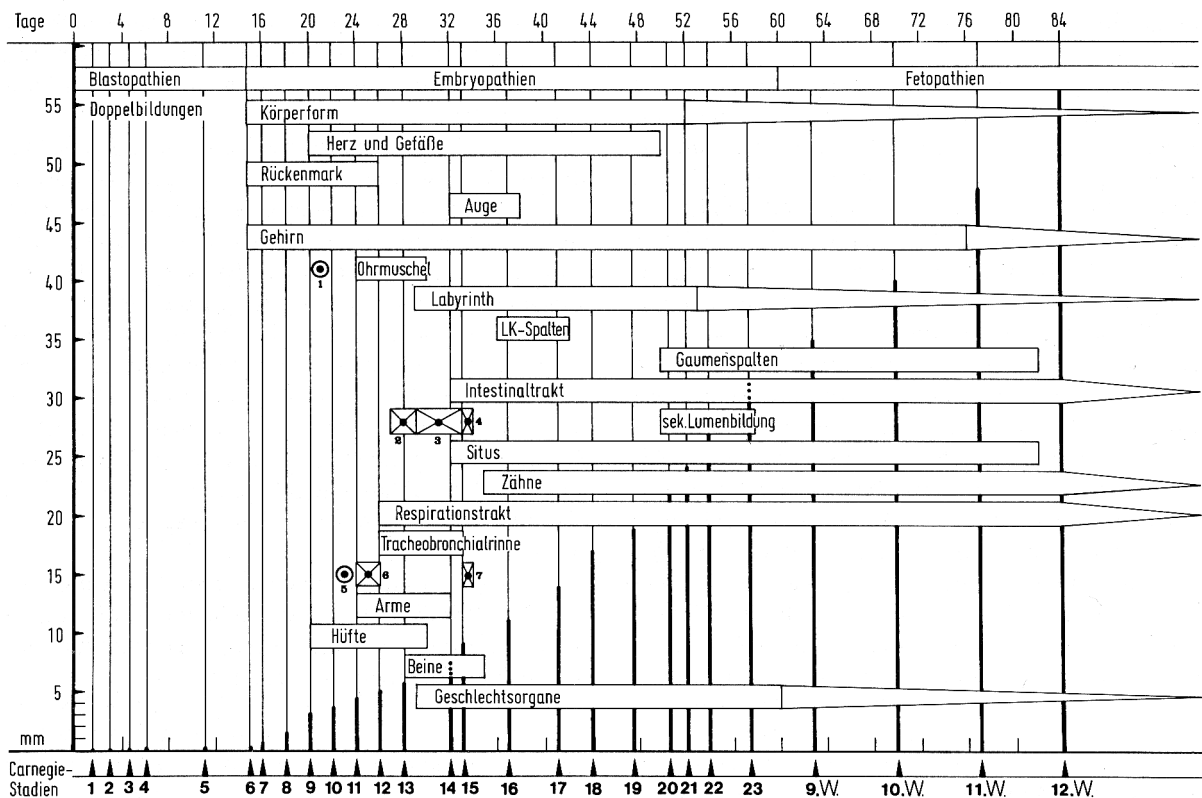 Tage 0 4 8 12 16 20 24 28 32 36 40 44 48 52 56 60 64 68 70 76 80 84
Blastopathien Embryopathien Fetopathien
55 Doppelbildungen Körperform
Herz und Gefäße
50
Rückenmark
Auge
45
Gehirn
40 1 Ohrmuschel
Labyrinth
35 LK-Spalten
Gaumenspalten
30 Intestinaltrakt
2 3 4 sek.Lumenbildung
25 Situs
Zähne
20 Respirationstrakt
Tracheobronchialrinne
15 5 6 7
Arme
10 Hüfte
Beine
5 Geschlechtsorgane
mm
Carnegie-
Stadien 1 2 3 4 5 6 7 8 9 10 11 12 13 14 15 16 17 18 19 20 21 22 23 9.W. 10.W. 11.W. 12.W.